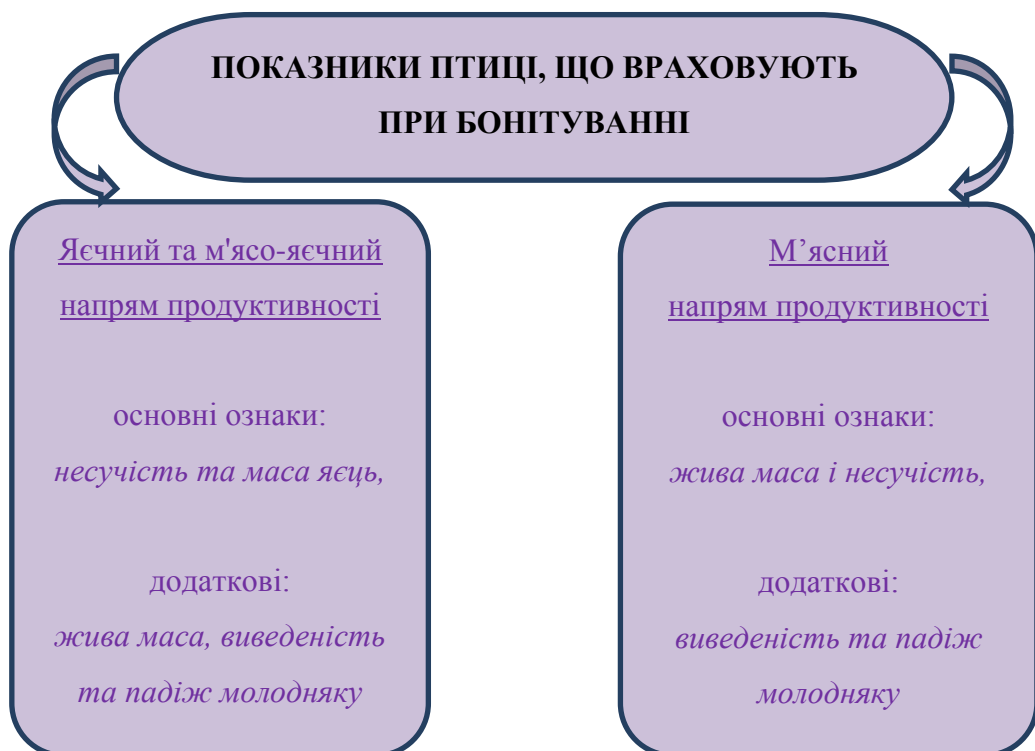 ПОКАЗНИКИ ПТИЦІ, ЩО ВРАХОВУЮТЬ
ПРИ БОНІТУВАННІ
Яєчний та м'ясо-яєчний
напрям продуктивності
основні ознаки:
несучість та маса яєць,
додаткові:
жива маса, виведеність
та падіж молодняку
М’ясний
напрям продуктивності
основні ознаки:
жива маса і несучість,
додаткові:
виведеність та падіж
молодняку